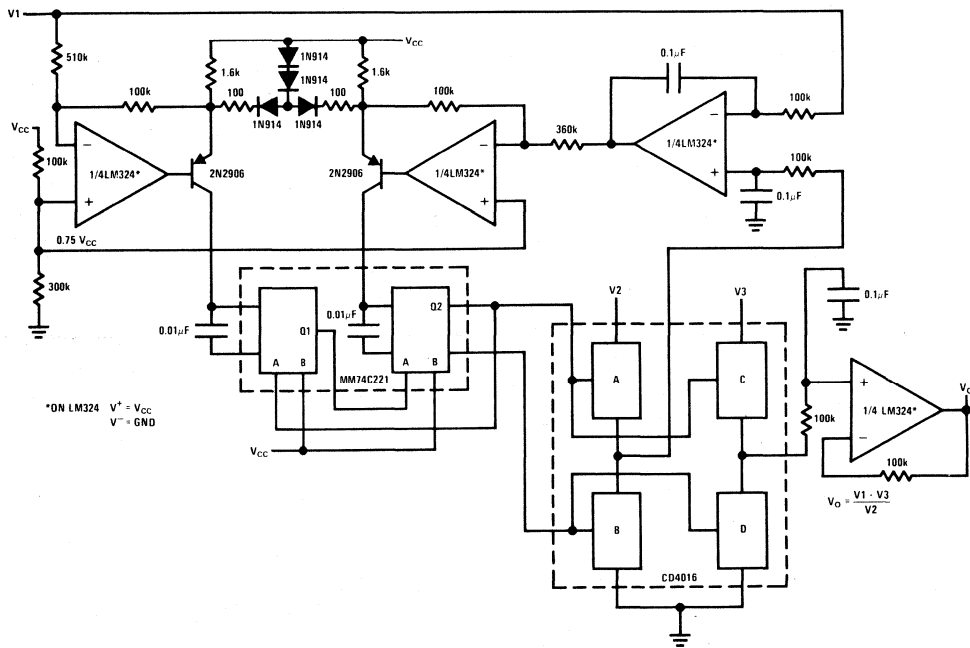 V1
510k
VCC
1N914
0.1µF
1.6k
1N914
1.6k
100k
100
100
100k
100k
1N914
1N914
360k
VCC
100k
−
1/4LM324*
+
2N2906
2N2906
1/4LM324*
−
+
1/4LM324*
−
+
100k
0.1µF
0.75 VCC
300k
0.01µF
Q1
A
B
0.01µF
Q2
A
B
MM74C221
VCC
*ON LM324 V+ = VCC
V− = GND
V2
V3
A
C
B
D
CD4016
0.1µF
100k
+
1/4 LM324*
−
100k
VO = V1 · V3
V2